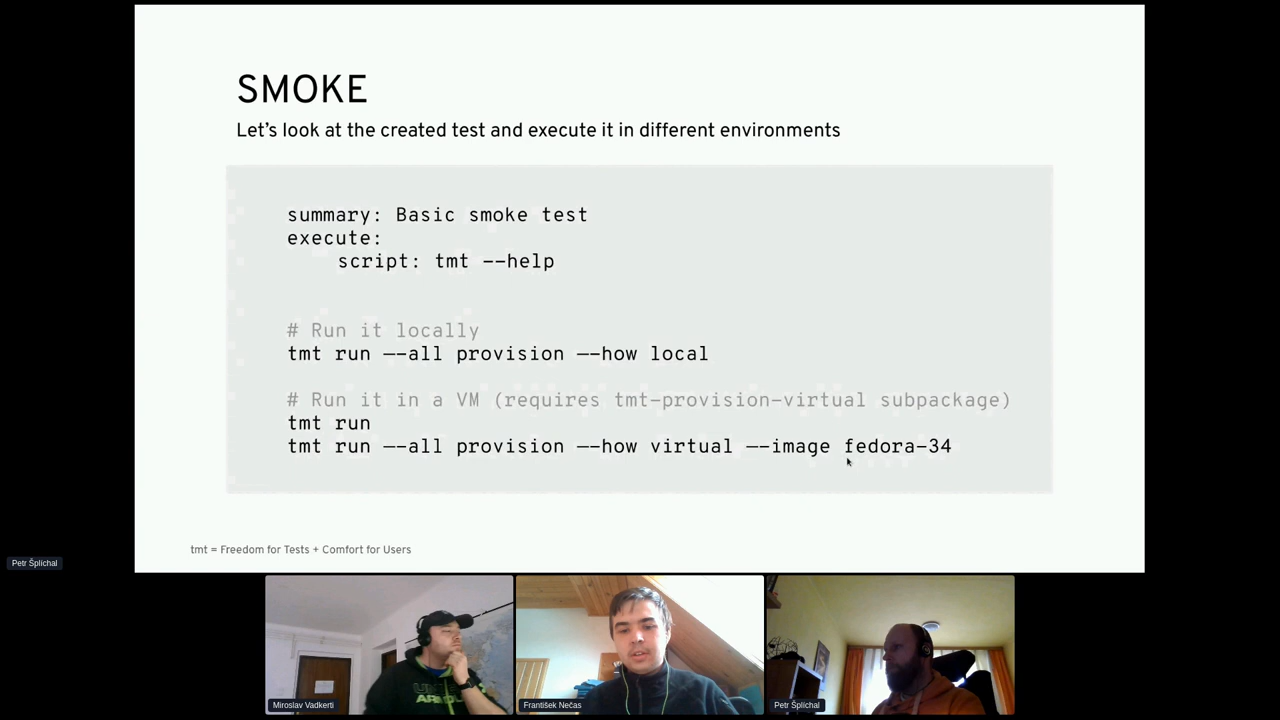 SMOKE
Let's look at the created test and execute it in different environments
summary: Basic smoke test
execute:
script: tmt --help
# Run it locally
tmt run --all provision --how local
# Run it in a VM (requires tmt-provision-virtual subpackage)
tmt run
tmt run --all provision --how virtual --image fedora-34
tmt = Freedom for Tests + Comfort for Users
Petr Šplíchal
Miroslav Vadkerti
František Nečas
Petr Šplíchal